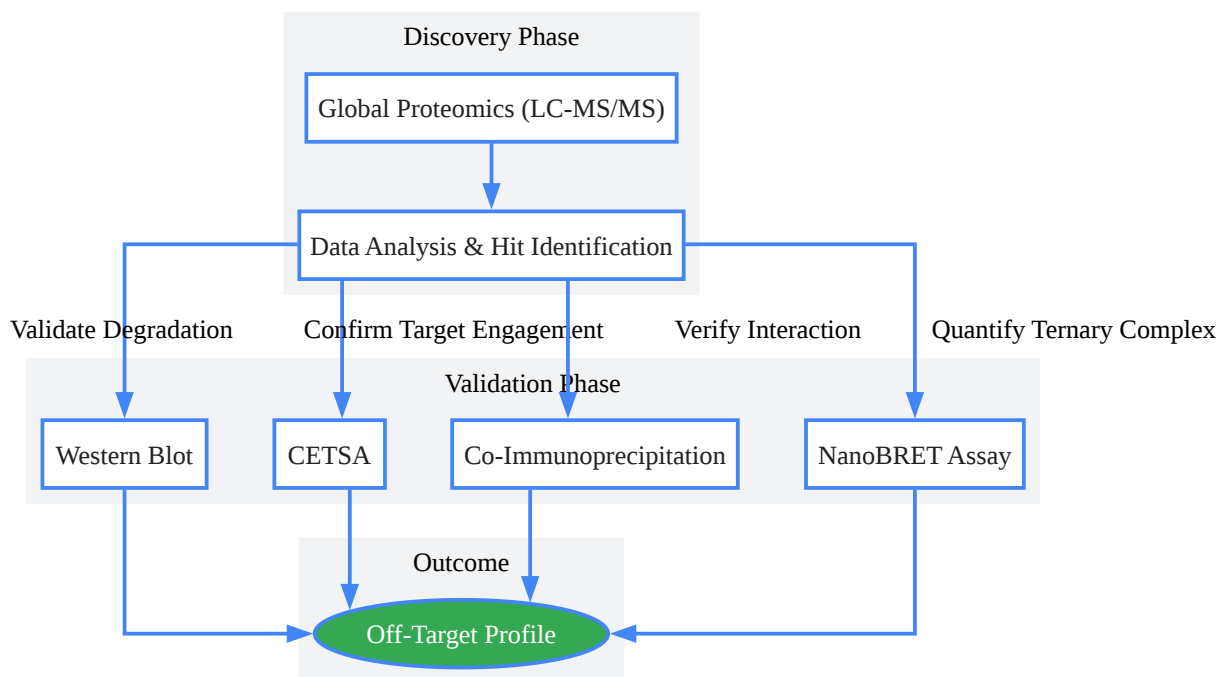 Discovery Phase
Global Proteomics (LC-MS/MS)
Data Analysis & Hit Identification
Validate Degradation
Confirm Target Engagement
Verify Interaction
Quantify Ternary Complex
Validation Phase
Western Blot
CETSA
Co-Immunoprecipitation
NanoBRET Assay
Outcome
Off-Target Profile